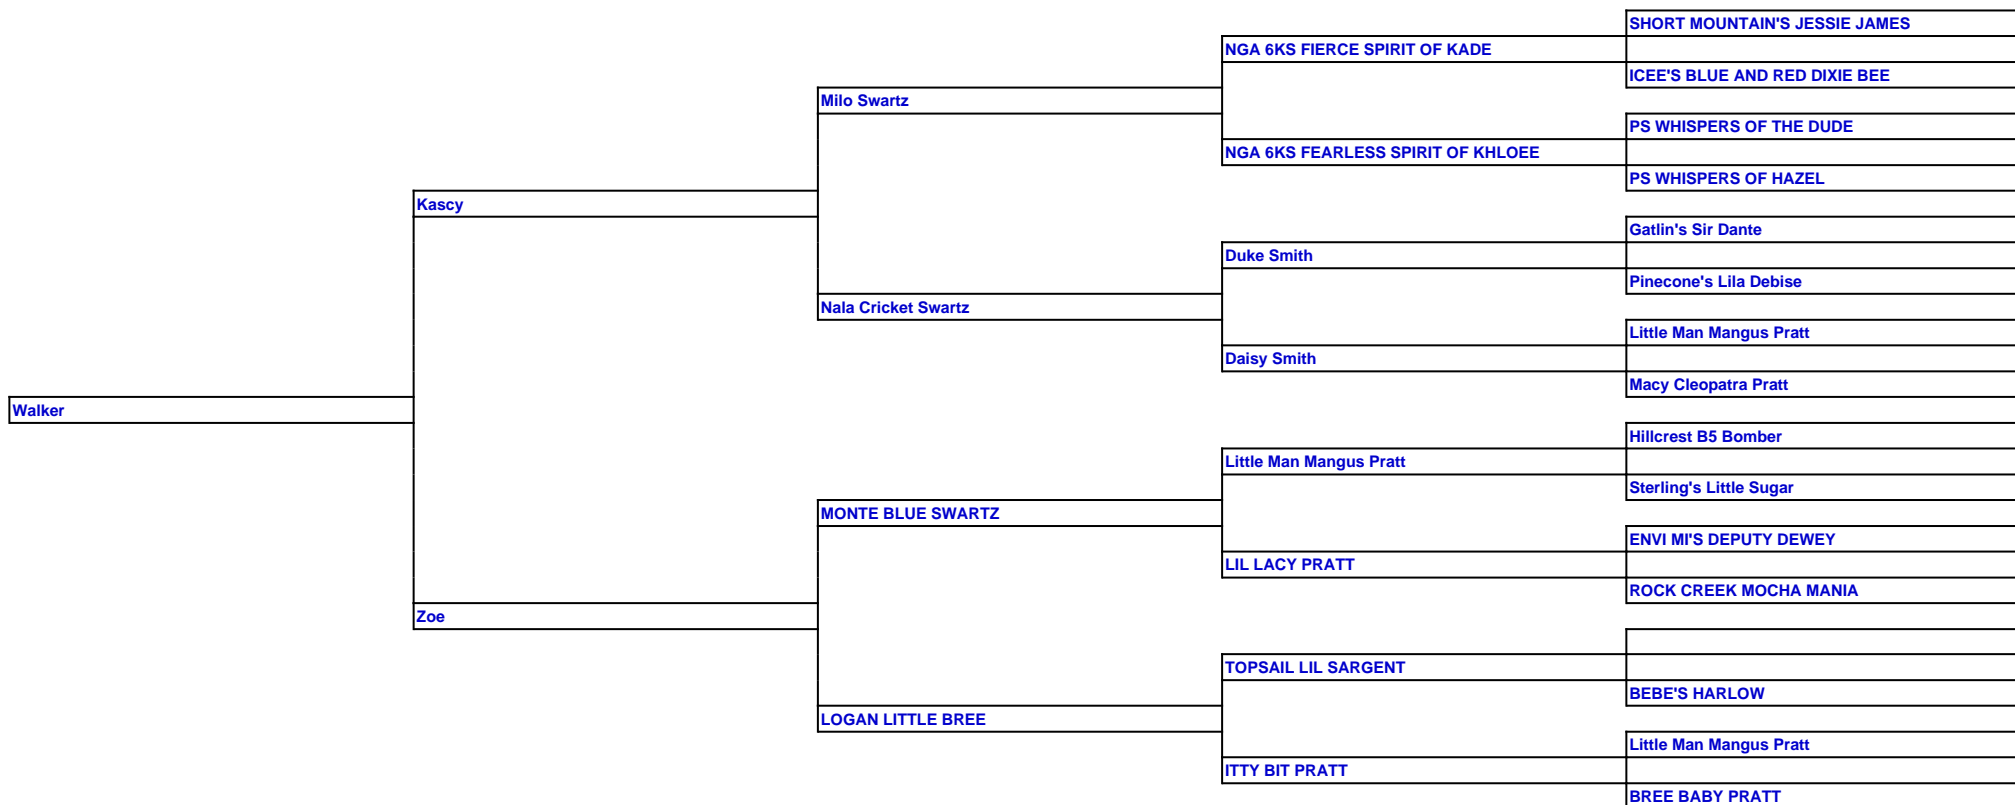 SHORT MOUNTAIN'S JESSIE JAMES
NGA 6KS FIERCE SPIRIT OF KADE
ICEE'S BLUE AND RED DIXIE BEE
Milo Swartz
PS WHISPERS OF THE DUDE
NGA 6KS FEARLESS SPIRIT OF KHLOEE
PS WHISPERS OF HAZEL
Kascy
Gatlin's Sir Dante
Duke Smith
Pinecone's Lila Debise
Nala Cricket Swartz
Little Man Mangus Pratt
Daisy Smith
Macy Cleopatra Pratt
Walker
Hillcrest B5 Bomber
Little Man Mangus Pratt
Sterling's Little Sugar
MONTE BLUE SWARTZ
ENVI MI'S DEPUTY DEWEY
LIL LACY PRATT
ROCK CREEK MOCHA MANIA
Zoe
TOPSAIL LIL SARGENT
BEBE'S HARLOW
LOGAN LITTLE BREE
Little Man Mangus Pratt
ITTY BIT PRATT
BREE BABY PRATT